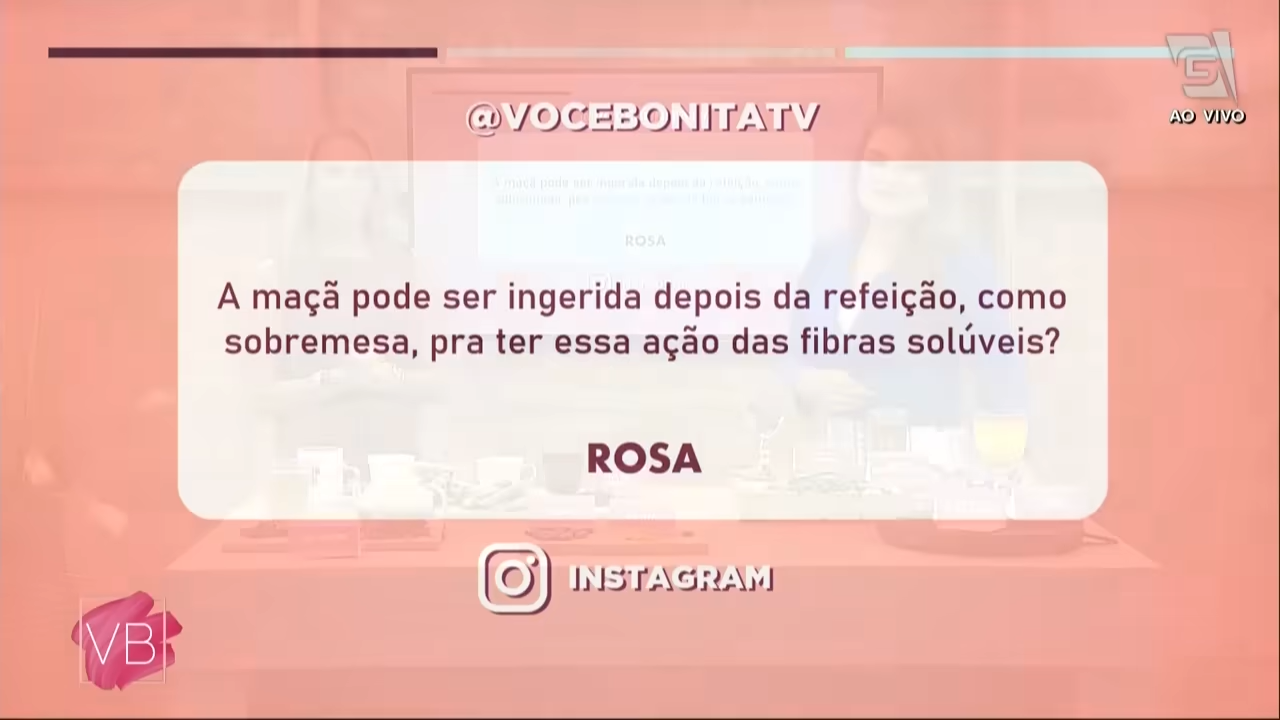 @VOCEBONITATV
AO VIVO
A maçã pode ser ingerida depois da refeição, como
sobremesa, pra ter essa ação das fibras solúveis?
ROSA
ROSA
INSTAGRAM
VB